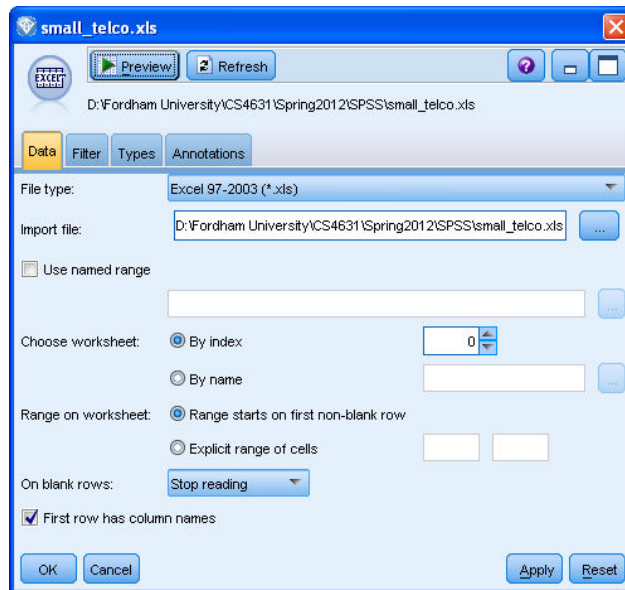 small_telco.xls
EXCEL
Preview Refresh
D:\Fordham University\CS4631\Spring2012\SPSS\small_telco.xls
Data Filter Types Annotations
File type: Excel 97-2003 (*.xls)
Import file: D:\Fordham University\CS4631\Spring2012\SPSS\small_telco.xls ...
Use named range
...
Choose worksheet: By index 0
By name ...
Range on worksheet: Range starts on first non-blank row
Explicit range of cells
On blank rows: Stop reading
First row has column names
OK Cancel Apply Reset